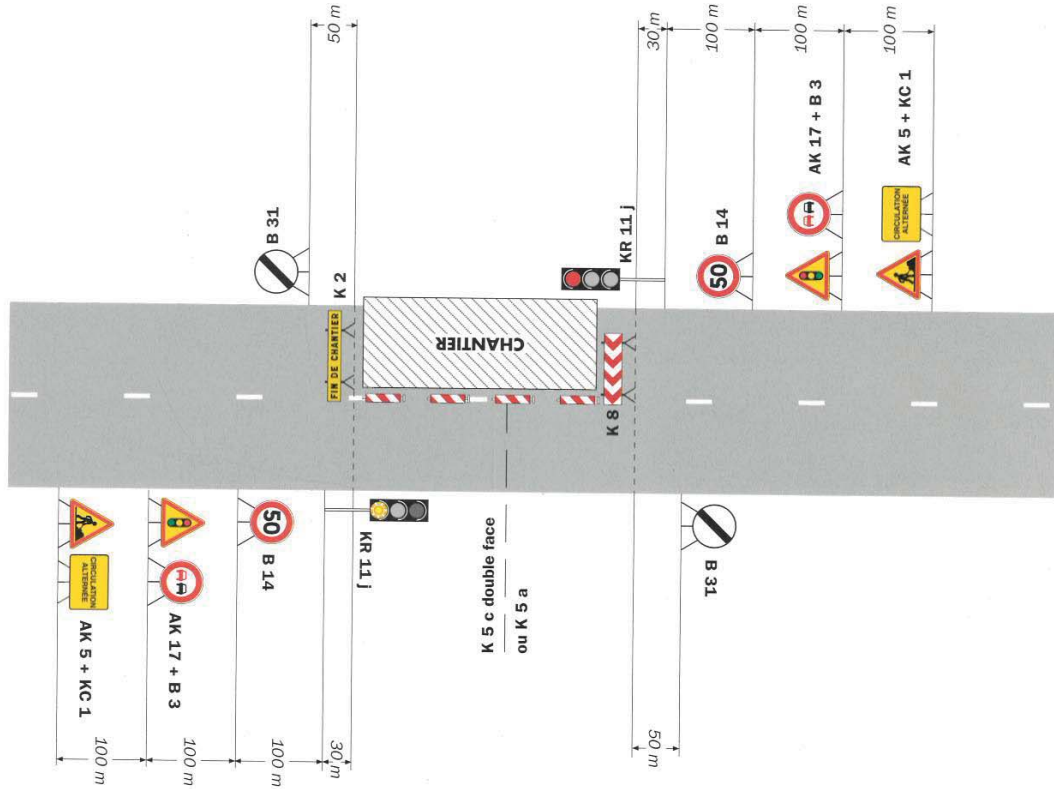 50 m
B 31
K 2
FIN DE CHANTIER
CHANTIER
K 8
30 m
100 m
100 m
100 m
KR 11 j
B 14
50
AK 17 + B 3
AK 5 + KC 1
CIRCULATION
ALTERNÉE
CIRCULATION
ALTERNÉE
AK 5 + KC 1
AK 17 + B 3
50
B 14
KR 11 j
K 5 c double face
ou K 5 a
B 31
100 m
100 m
100 m
30 m
50 m